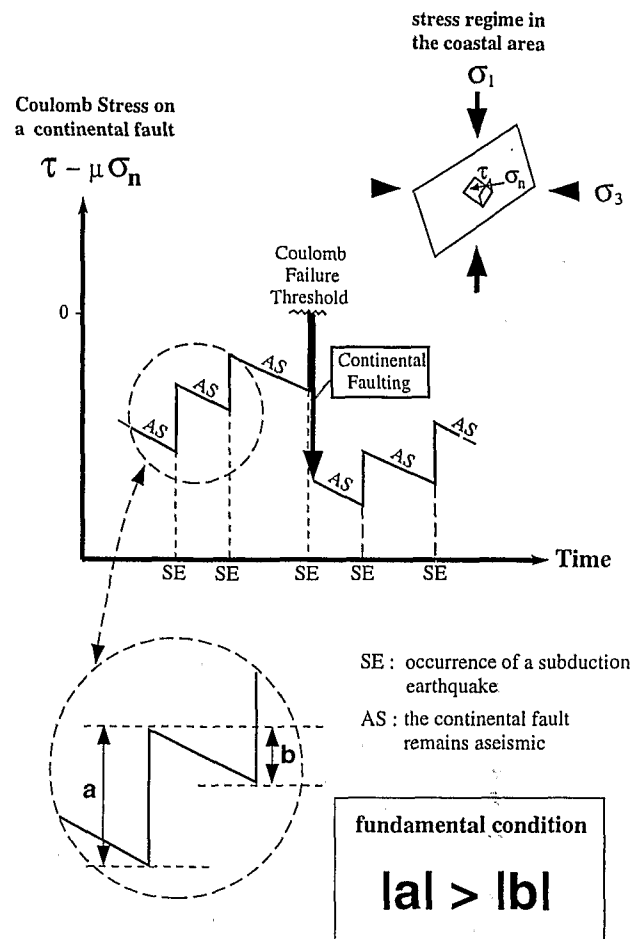 stress regime in
the coastal area
σ1
Coulomb Stress on
a continental fault
τ – μ σn
τ
σn
σ3
Coulomb
Failure
Threshold
0
AS
Continental
Faulting
AS
AS
AS
AS
AS
Time
SE
SE
SE
SE
SE
SE : occurrence of a subduction
earthquake
AS : the continental fault
remains aseismic
a
b
fundamental condition
|a| > |b|